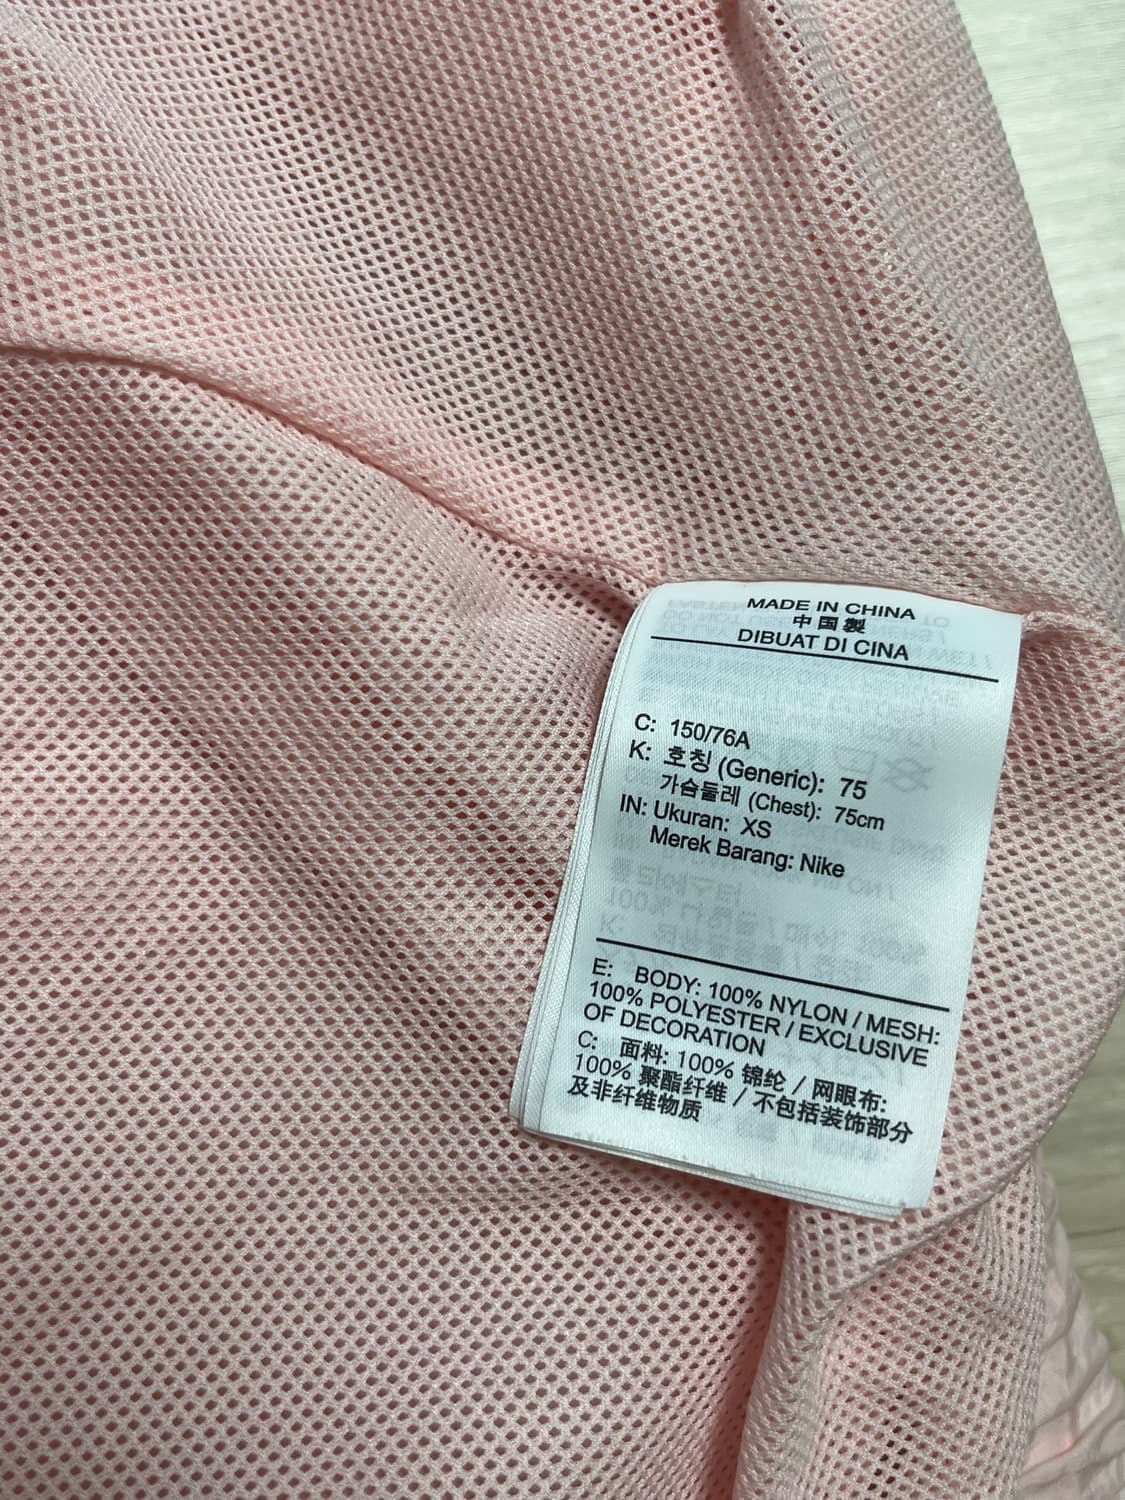 MADE IN CHINA
中国製
DIBUAT DI CINA
C: 150/76A
K: 호칭 (Generic): 75
가슴둘레 (Chest): 75cm
IN: Ukuran: XS
Merek Barang: Nike
E: BODY: 100% NYLON / MESH:
100% POLYESTER / EXCLUSIVE
OF DECORATION
C: 面料: 100% 锦纶 / 网眼布:
100% 聚酯纤维 / 不包括装饰部分
及非纤维物质